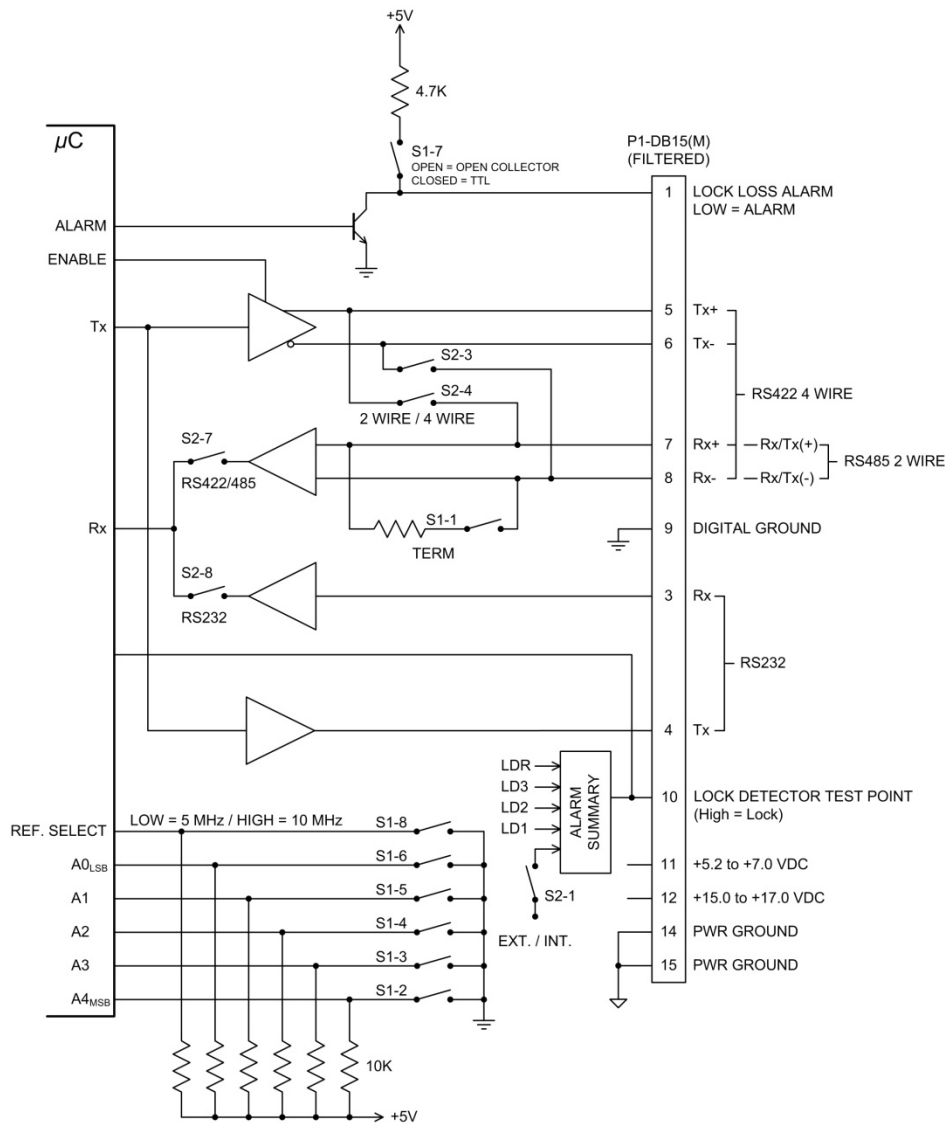 +5V
4.7K
µC
S1-7
OPEN = OPEN COLLECTOR
CLOSED = TTL
P1-DB15(M)
(FILTERED)
1 LOCK LOSS ALARM
LOW = ALARM
ALARM
ENABLE
Tx
5 Tx+
6 Tx-
S2-3
S2-4
2 WIRE / 4 WIRE
RS422 4 WIRE
S2-7
RS422/485
7 Rx+ Rx/Tx(+)
8 Rx- Rx/Tx(-)
RS485 2 WIRE
S1-1
TERM
Rx
9 DIGITAL GROUND
S2-8
RS232
3 Rx
RS232
4 Tx
LDR
LD3
LD2
LD1
ALARM
SUMMARY
10 LOCK DETECTOR TEST POINT
(High = Lock)
S2-1
EXT. / INT.
11 +5.2 to +7.0 VDC
12 +15.0 to +17.0 VDC
14 PWR GROUND
15 PWR GROUND
REF. SELECT LOW = 5 MHz / HIGH = 10 MHz S1-8
A0LSB S1-6
A1 S1-5
A2 S1-4
A3 S1-3
A4MSB S1-2
10K
+5V